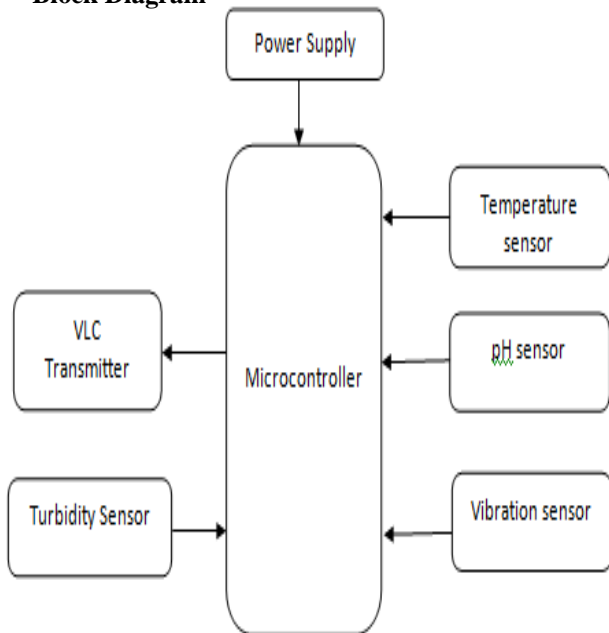 Block Diagram
Power Supply
Temperature
sensor
VLC
Transmitter
pH sensor
Microcontroller
Turbidity Sensor
Vibration sensor